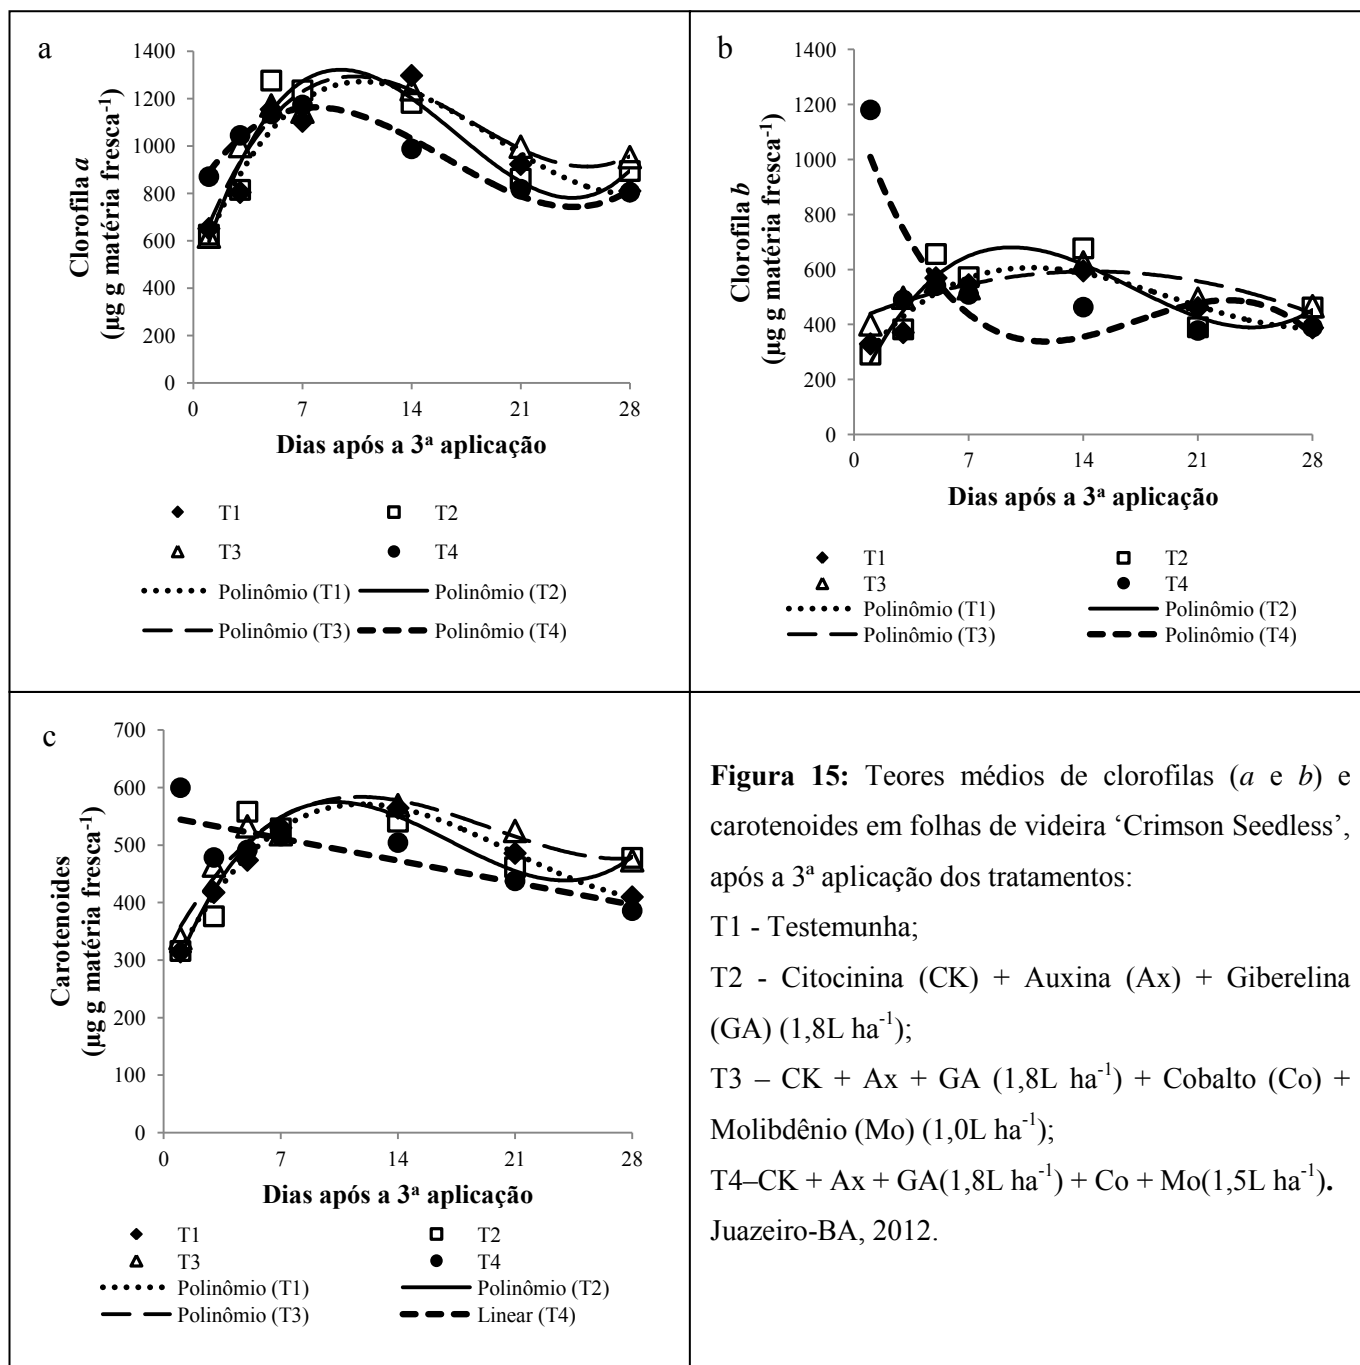 a
1400
1200
1000
800
600
400
200
0
0 7 14 21 28
Clorofila a
(µg g matéria fresca⁻¹)
Dias após a 3ª aplicação
T1 T2
T3 T4
Polinômio (T1) Polinômio (T2)
Polinômio (T3) Polinômio (T4)
b
1400
1200
1000
800
600
400
200
0
0 7 14 21 28
Clorofila b
(µg g matéria fresca⁻¹)
Dias após a 3ª aplicação
T1 T2
T3 T4
Polinômio (T1) Polinômio (T2)
Polinômio (T3) Polinômio (T4)
c
700
600
500
400
300
200
100
0
0 7 14 21 28
Carotenoides
(µg g matéria fresca⁻¹)
Dias após a 3ª aplicação
T1 T2
T3 T4
Polinômio (T1) Polinômio (T2)
Polinômio (T3) Linear (T4)
Figura 15: Teores médios de clorofilas (a e b) e
carotenoides em folhas de videira ‘Crimson Seedless’,
após a 3ª aplicação dos tratamentos:
T1 - Testemunha;
T2 - Citocinina (CK) + Auxina (Ax) + Giberelina
(GA) (1,8L ha⁻¹);
T3 – CK + Ax + GA (1,8L ha⁻¹) + Cobalto (Co) +
Molibdênio (Mo) (1,0L ha⁻¹);
T4–CK + Ax + GA(1,8L ha⁻¹) + Co + Mo(1,5L ha⁻¹).
Juazeiro-BA, 2012.